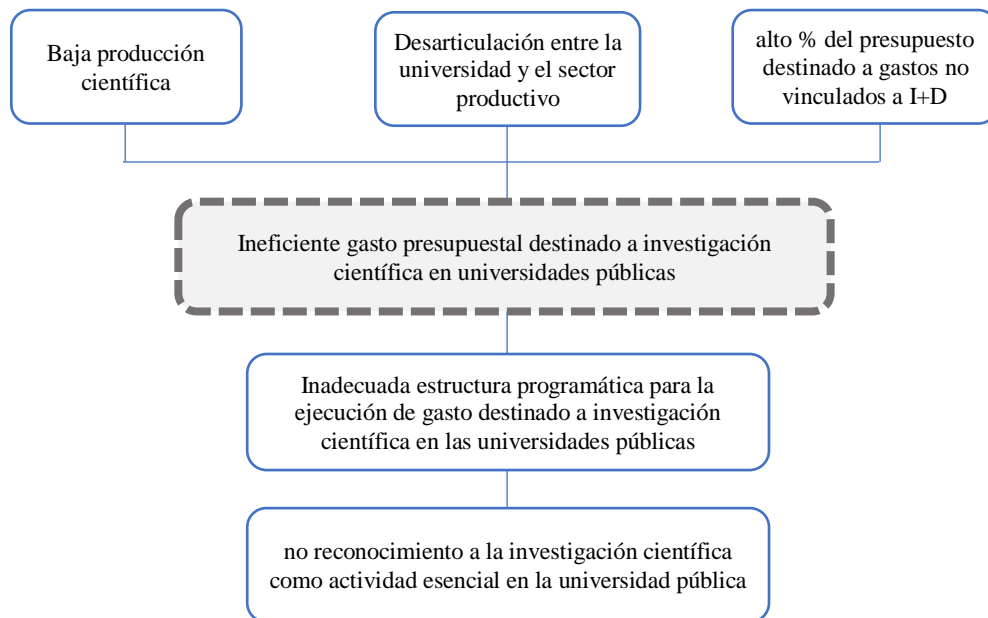 Baja producción
científica
Desarticulación entre la
universidad y el sector
productivo
alto % del presupuesto
destinado a gastos no
vinculados a I+D
Ineficiente gasto presupuestal destinado a investigación
científica en universidades públicas
Inadecuada estructura programática para la
ejecución de gasto destinado a investigación
científica en las universidades públicas
no reconocimiento a la investigación científica
como actividad esencial en la universidad pública